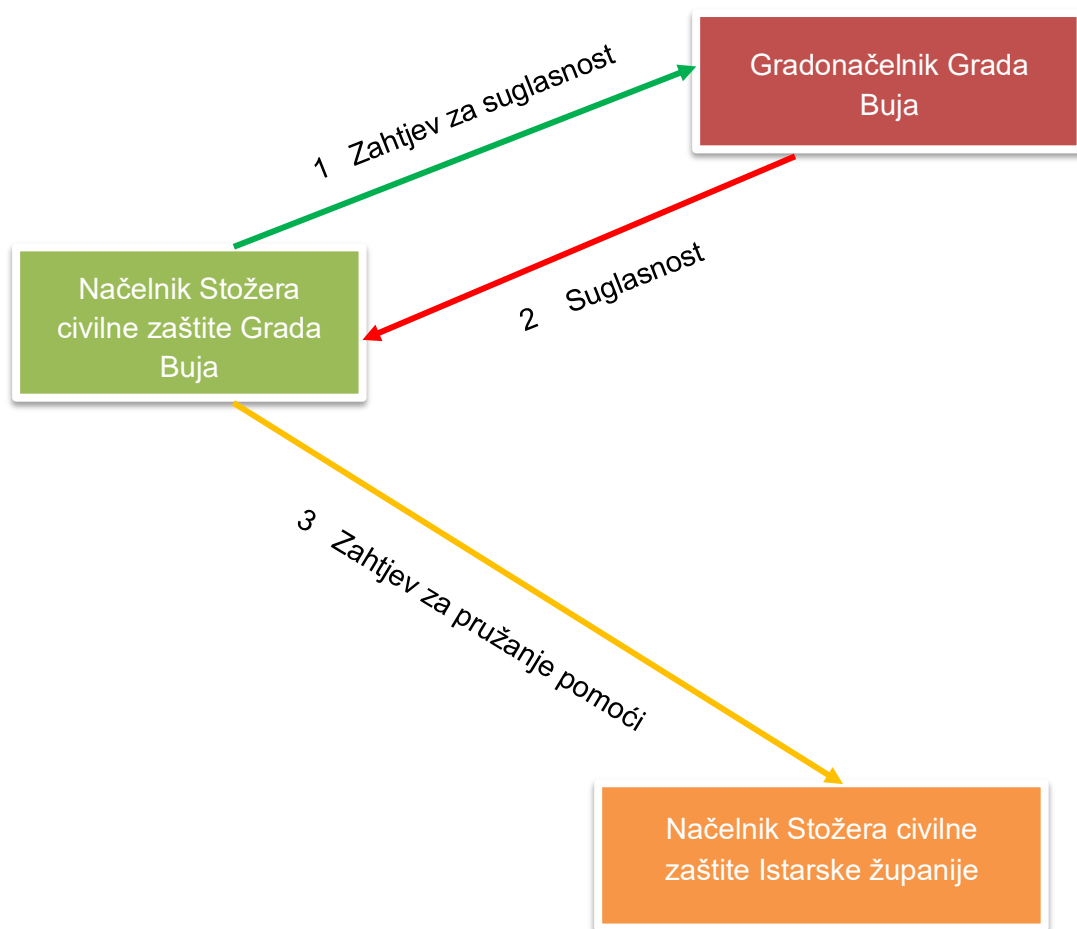 Gradonačelnik Grada
Buja
1 Zahtjev za suglasnost
2 Suglasnost
Načelnik Stožera
civilne zaštite Grada
Buja
3 Zahtjev za pružanje pomoći
Načelnik Stožera civilne
zaštite Istarske županije